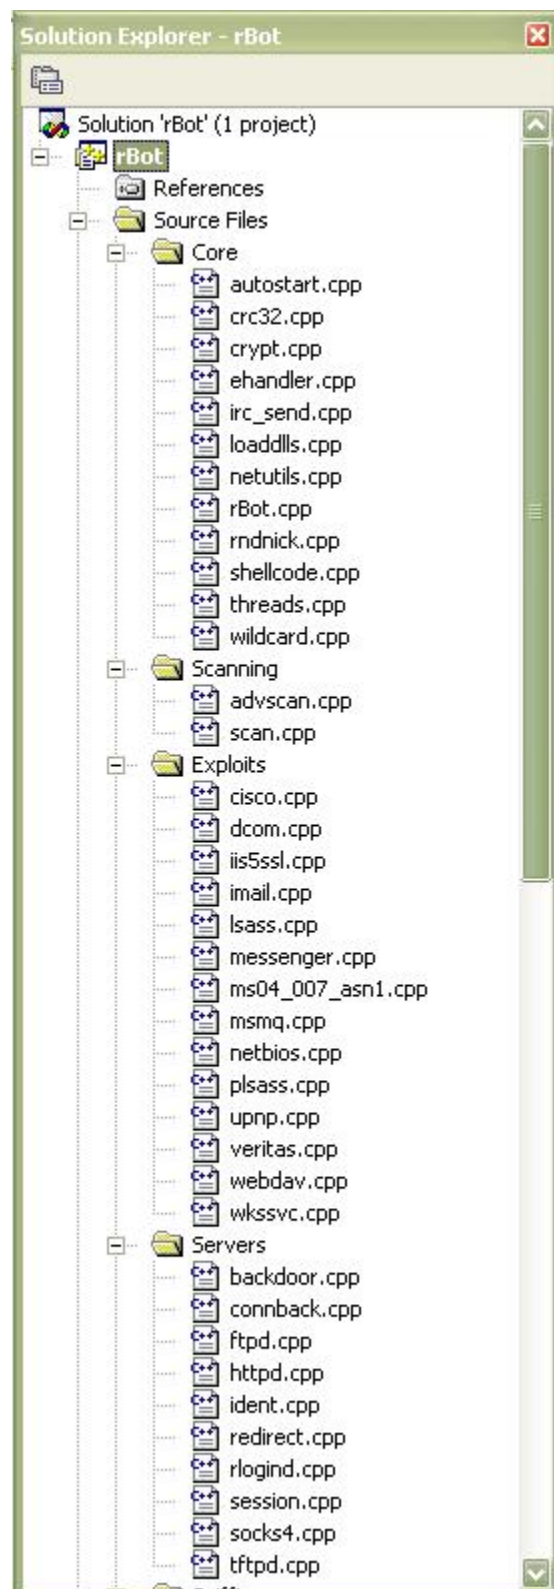 Solution Explorer - rBot
Solution 'rBot' (1 project)
rBot
References
Source Files
Core
autostart.cpp
crc32.cpp
crypt.cpp
ehandler.cpp
irc_send.cpp
loaddlls.cpp
netutils.cpp
rBot.cpp
rndnick.cpp
shellcode.cpp
threads.cpp
wildcard.cpp
Scanning
advscan.cpp
scan.cpp
Exploits
cisco.cpp
dcom.cpp
iis5ssl.cpp
imail.cpp
lsass.cpp
messenger.cpp
ms04_007_asn1.cpp
msmq.cpp
netbios.cpp
plsass.cpp
upnp.cpp
veritas.cpp
webdav.cpp
wkssvc.cpp
Servers
backdoor.cpp
connback.cpp
ftpd.cpp
httpd.cpp
ident.cpp
redirect.cpp
rlogind.cpp
session.cpp
socks4.cpp
tftpd.cpp